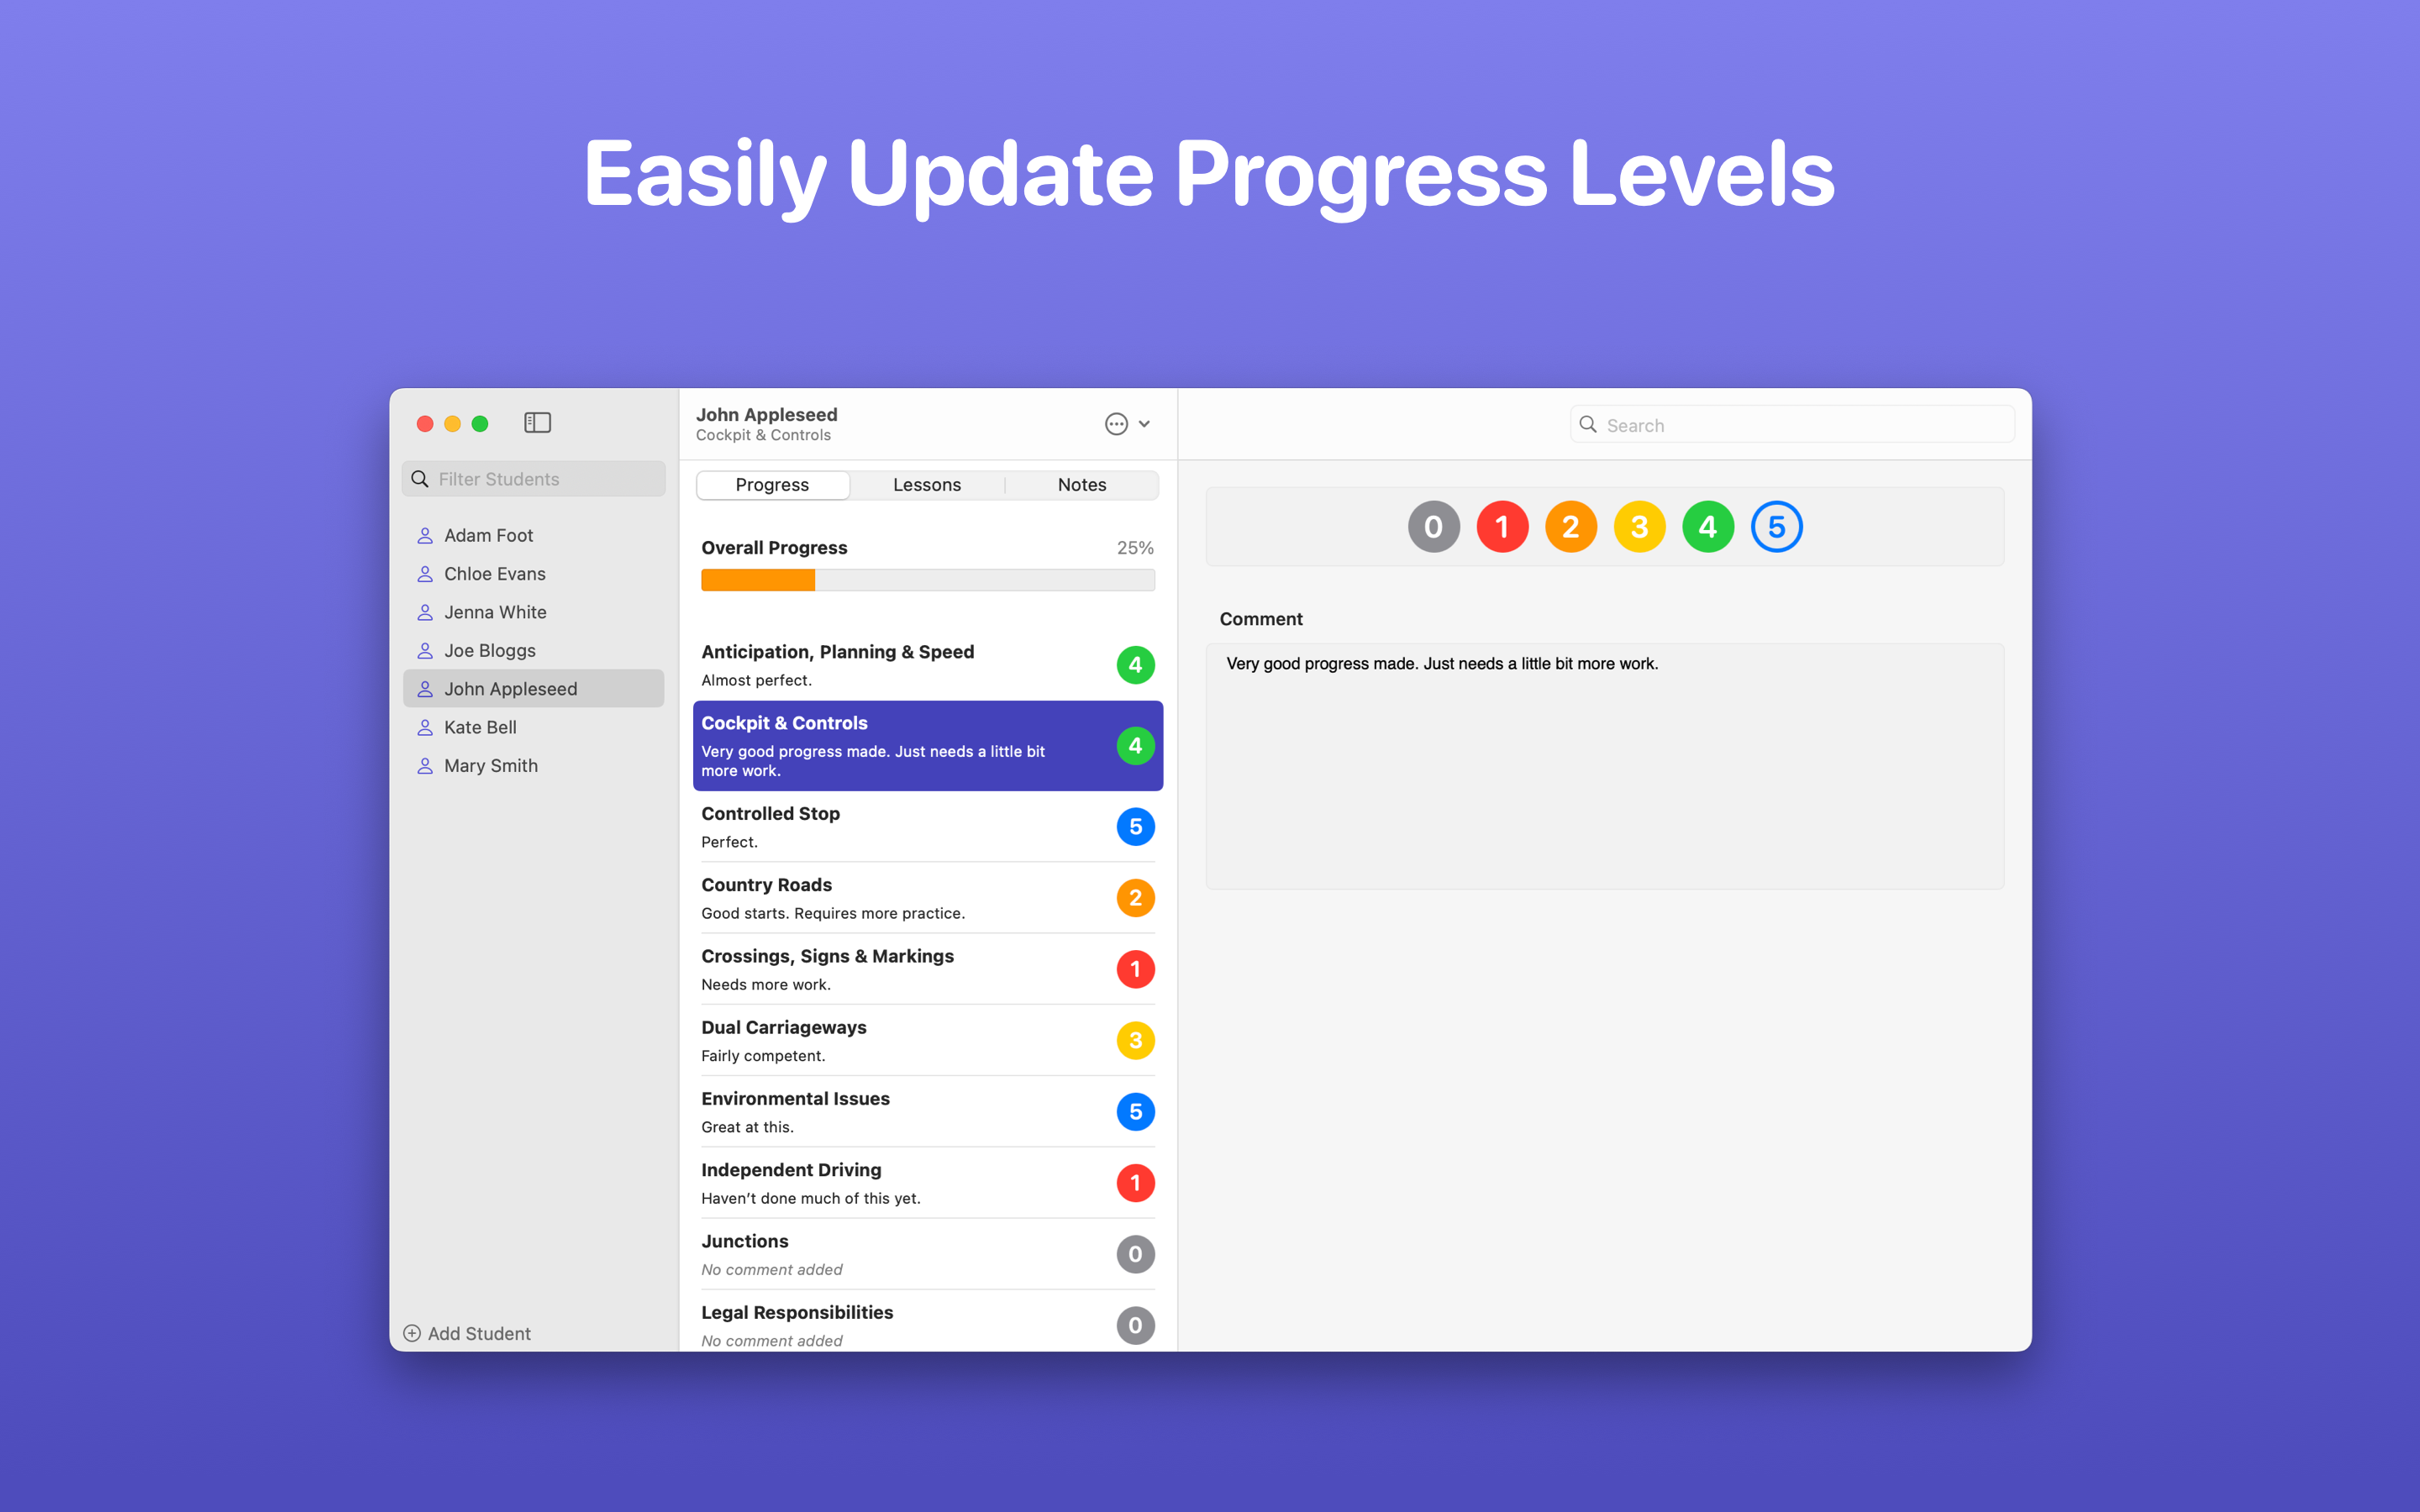 Easily Update Progress Levels
Filter Students
Adam Foot
Chloe Evans
Jenna White
Joe Bloggs
John Appleseed
Kate Bell
Mary Smith
Add Student
John Appleseed
Cockpit & Controls
Progress
Lessons
Notes
Overall Progress
25%
Anticipation, Planning & Speed
Almost perfect.
4
Cockpit & Controls
Very good progress made. Just needs a little bit
more work.
4
Controlled Stop
Perfect.
5
Country Roads
Good starts. Requires more practice.
2
Crossings, Signs & Markings
Needs more work.
1
Dual Carriageways
Fairly competent.
3
Environmental Issues
Great at this.
5
Independent Driving
Haven’t done much of this yet.
1
Junctions
No comment added
0
Legal Responsibilities
No comment added
0
Search
0 1 2 3 4 5
Comment
Very good progress made. Just needs a little bit more work.